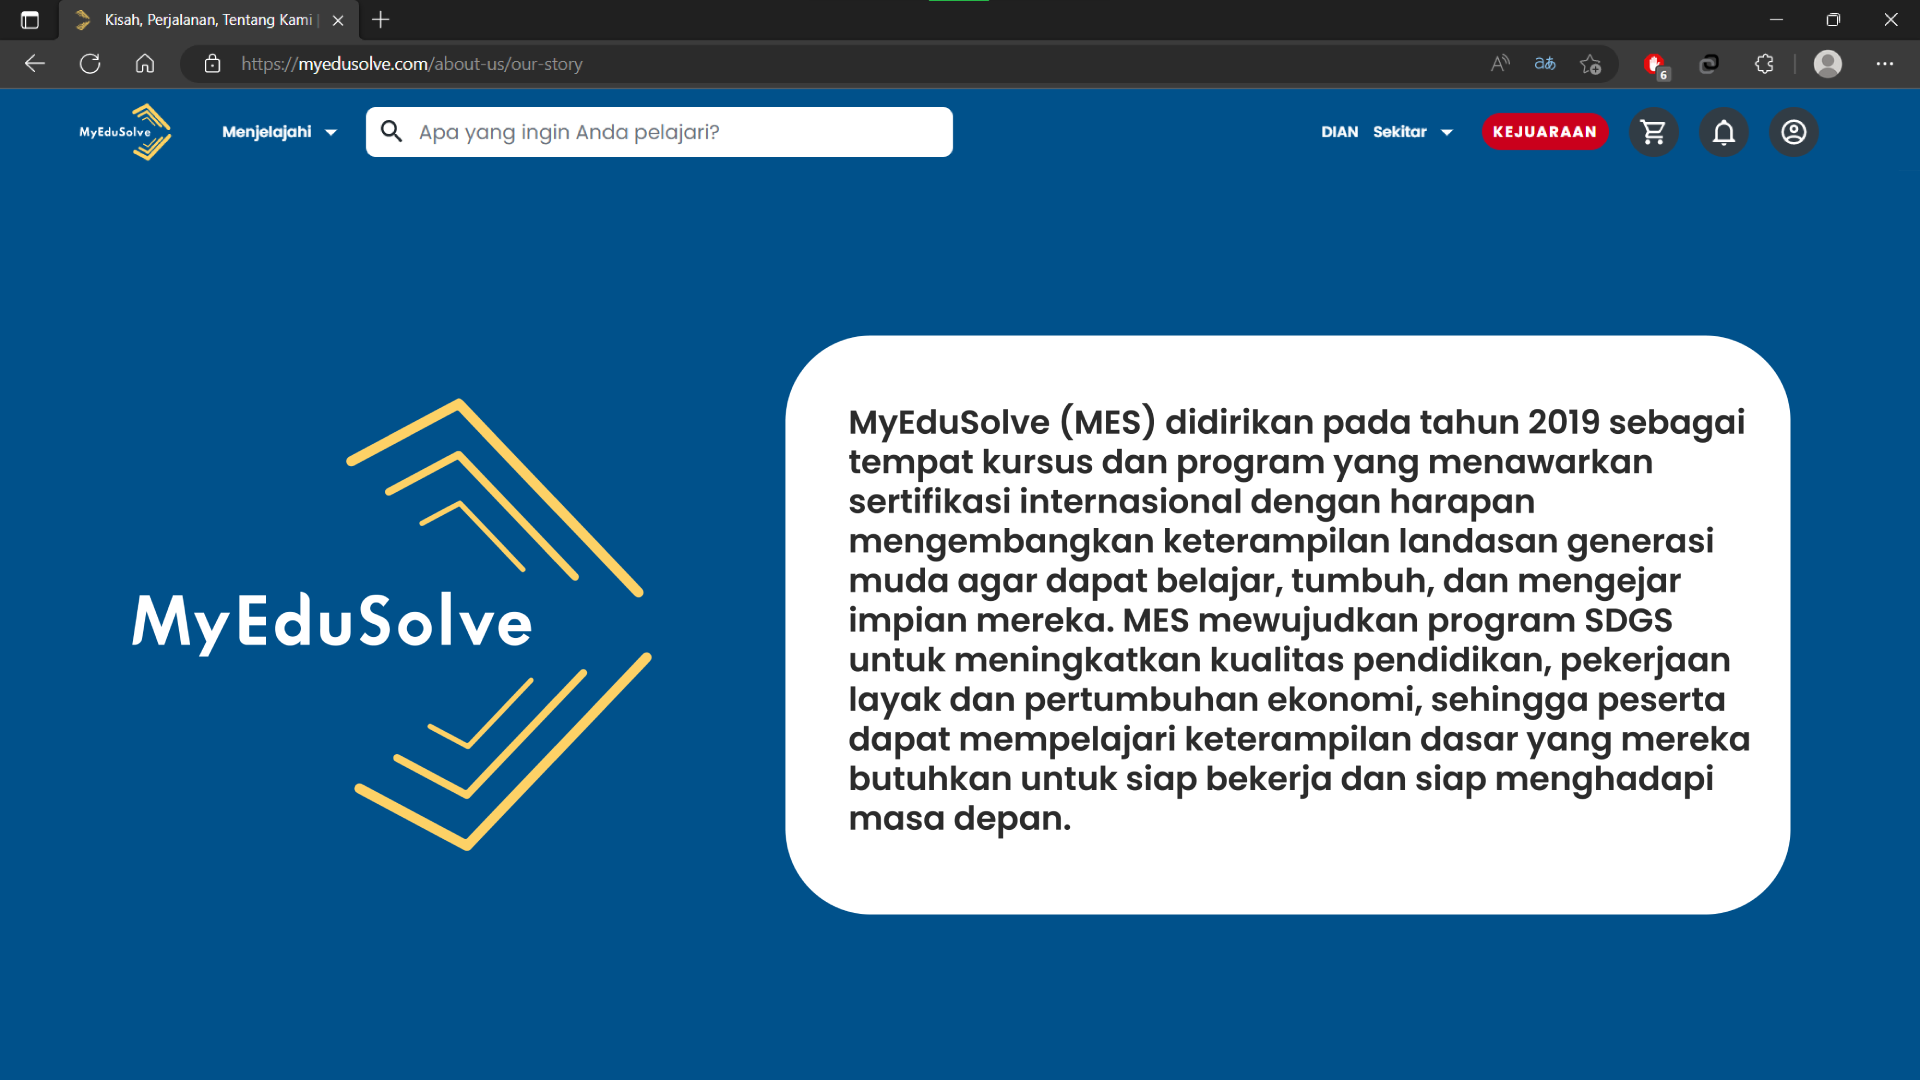 Kisah, Perjalanan, Tentang Kami |
https://myedusolve.com/about-us/our-story
6
MyEduSolve
Menjelajahi
Apa yang ingin Anda pelajari?
DIAN
Sekitar
KEJUARAAN
MyEduSolve
MyEduSolve (MES) didirikan pada tahun 2019 sebagai
tempat kursus dan program yang menawarkan
sertifikasi internasional dengan harapan
mengembangkan keterampilan landasan generasi
muda agar dapat belajar, tumbuh, dan mengejar
impian mereka. MES mewujudkan program SDGS
untuk meningkatkan kualitas pendidikan, pekerjaan
layak dan pertumbuhan ekonomi, sehingga peserta
dapat mempelajari keterampilan dasar yang mereka
butuhkan untuk siap bekerja dan siap menghadapi
masa depan.